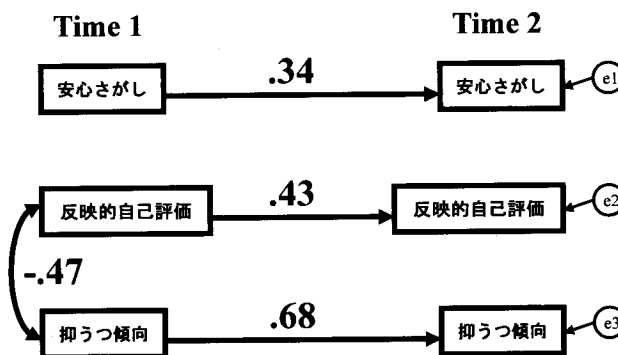 Time 1
Time 2
安心さがし
.34
安心さがし
e1
反映的自己評価
.43
反映的自己評価
e2
-.47
抑うつ傾向
.68
抑うつ傾向
e3